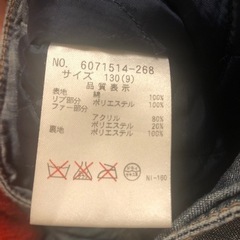 NO. 6071514-268
サイズ 130(9)
品質表示
表地 綿 100%
リブ部分 ポリエステル 100%
ファー部分
アクリル 80%
ポリエステル 20%
裏地 ポリエステル 100%
NI-160